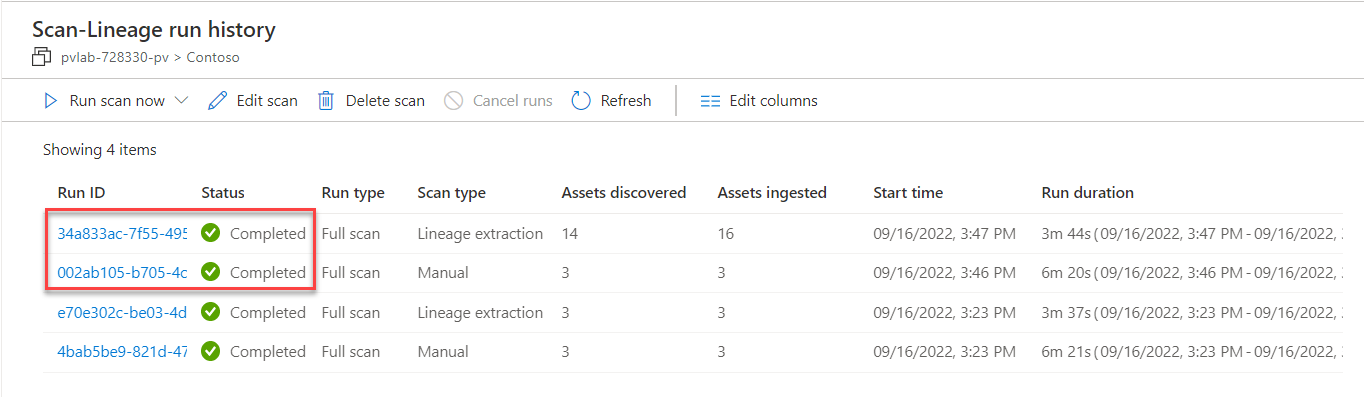 Scan-Lineage run history
pvlab-728330-pv > Contoso
Run scan now Edit scan Delete scan Cancel runs Refresh Edit columns
Showing 4 items
Run ID Status Run type Scan type Assets discovered Assets ingested Start time Run duration
34a833ac-7f55-495 Completed Full scan Lineage extraction 14 16 09/16/2022, 3:47 PM 3m 44s (09/16/2022, 3:47 PM - 09/16/2022,
002ab105-b705-4c Completed Full scan Manual 3 3 09/16/2022, 3:46 PM 6m 20s (09/16/2022, 3:46 PM - 09/16/2022,
e70e302c-be03-4d Completed Full scan Lineage extraction 3 3 09/16/2022, 3:23 PM 3m 37s (09/16/2022, 3:23 PM - 09/16/2022,
4bab5be9-821d-47 Completed Full scan Manual 3 3 09/16/2022, 3:23 PM 6m 21s (09/16/2022, 3:23 PM - 09/16/2022,